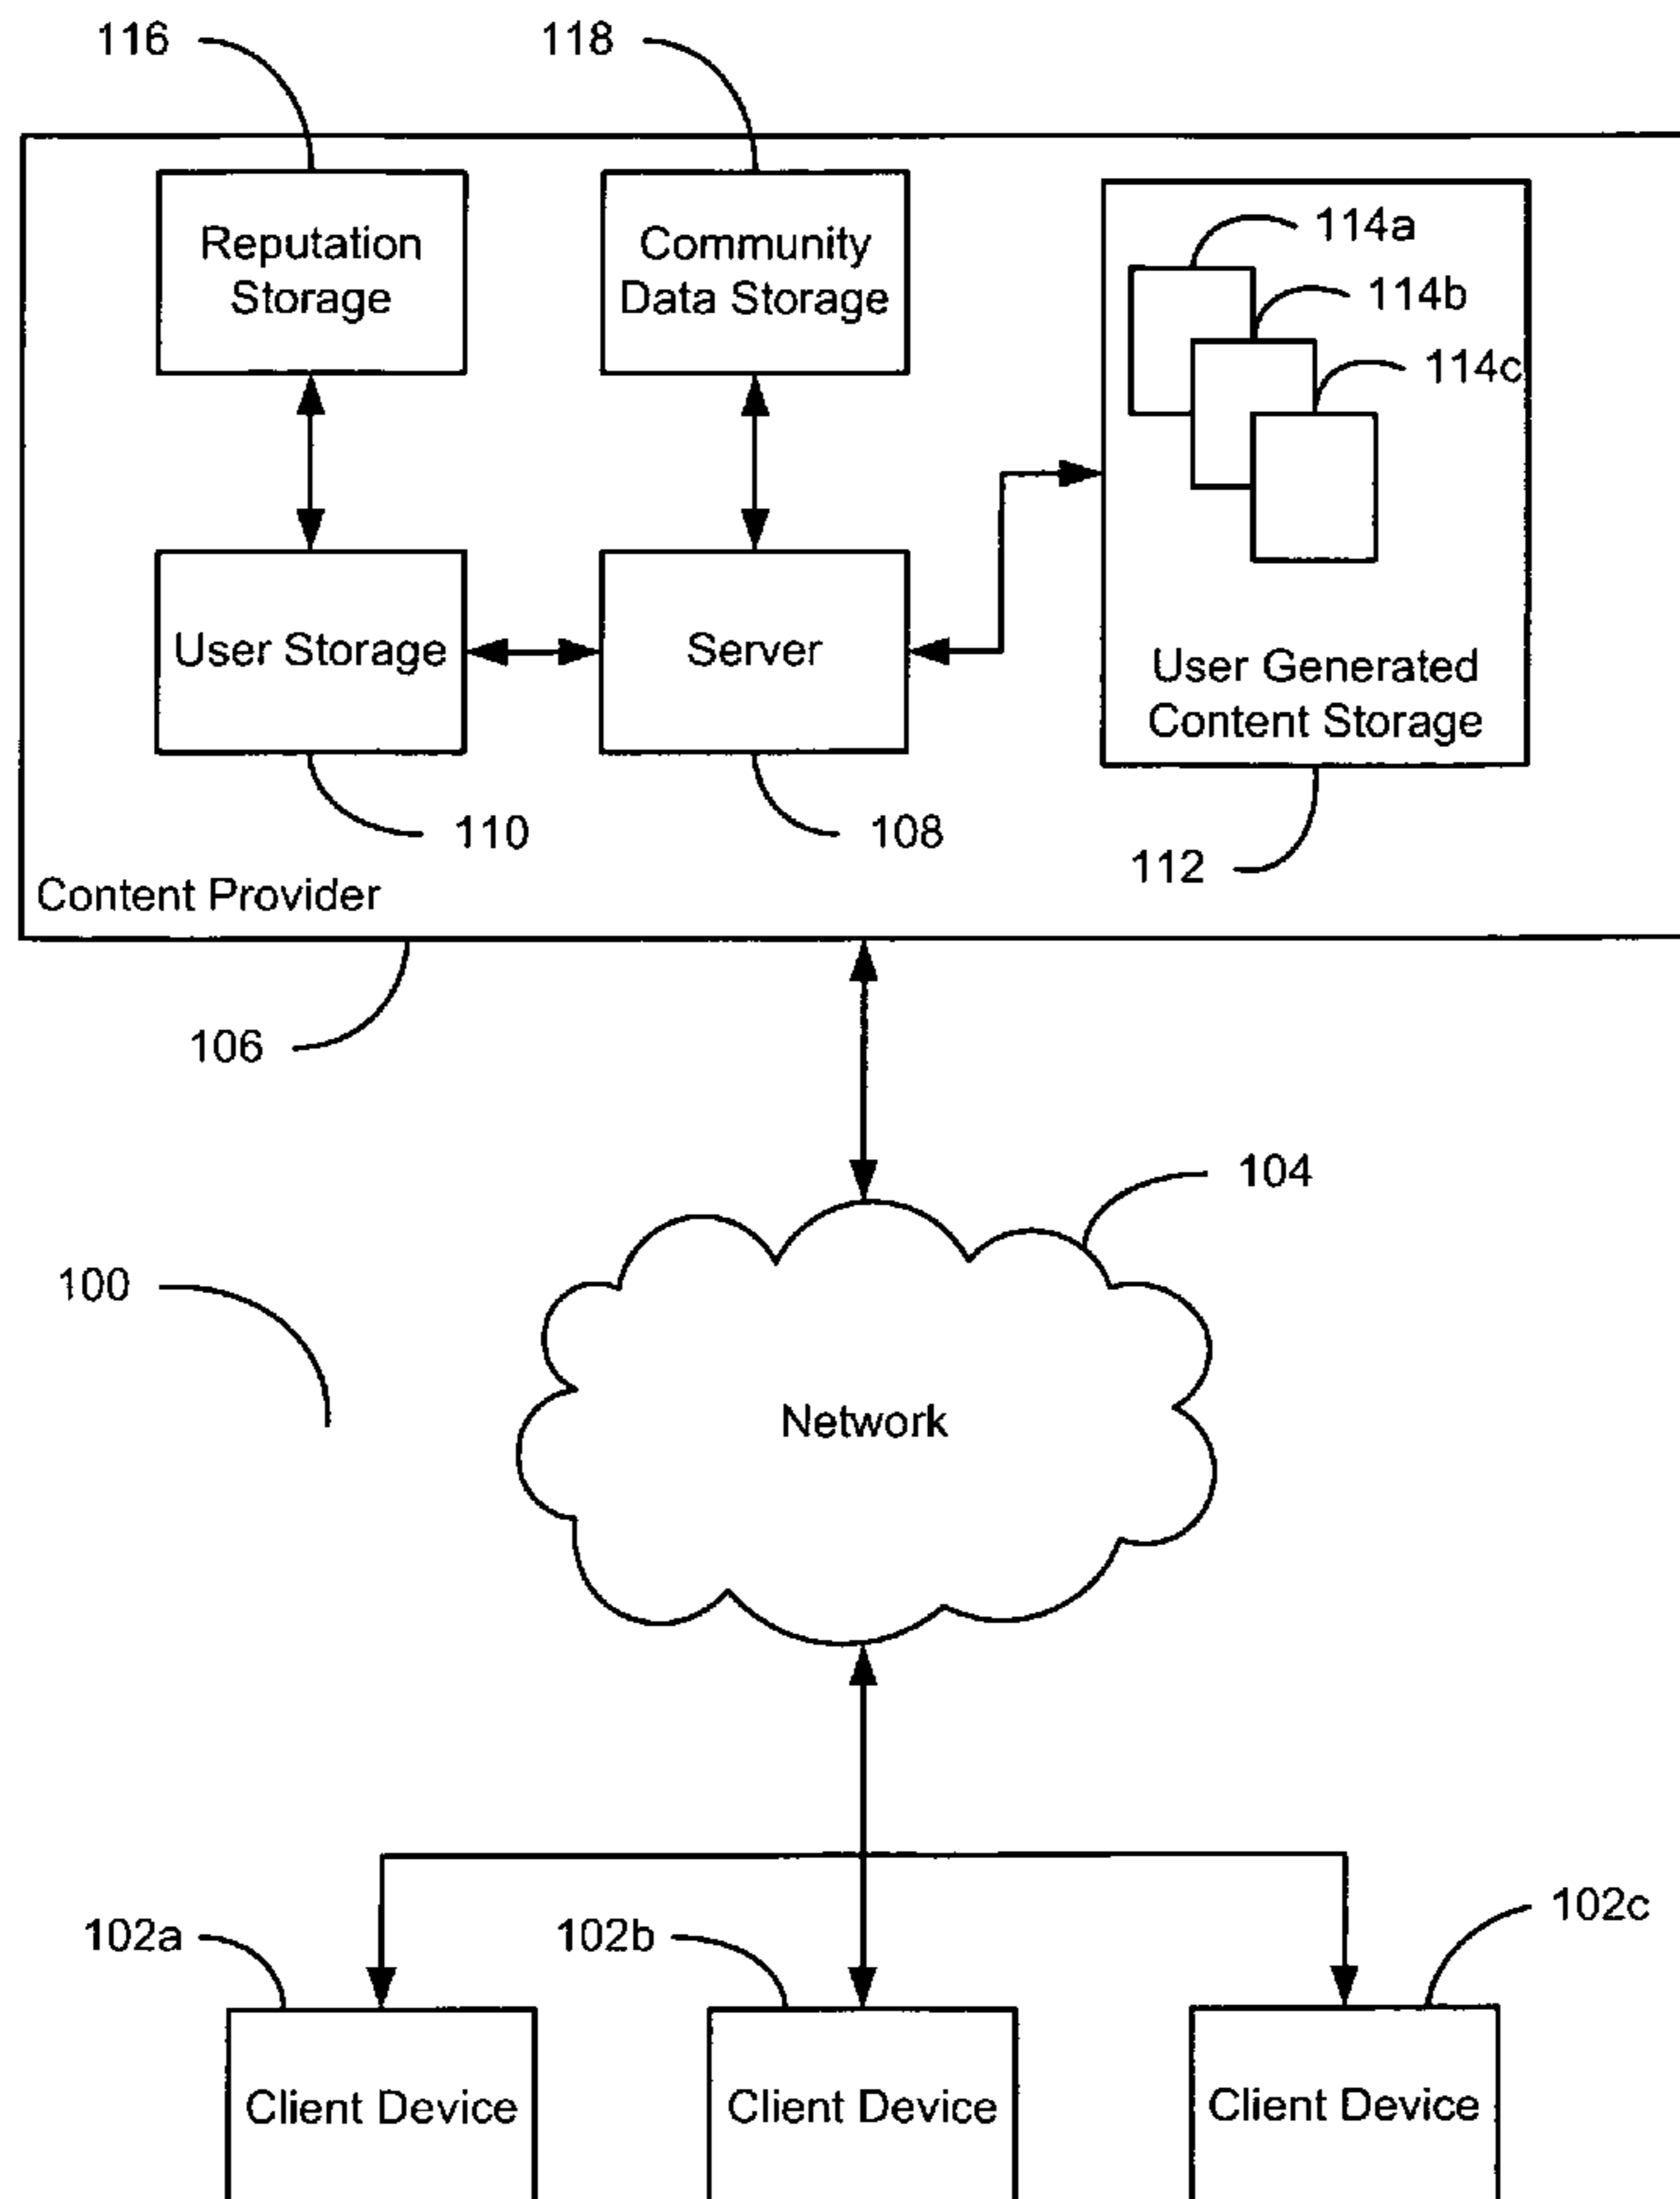 116
118
Reputation
Storage
Community
Data Storage
114a
114b
114c
User Storage
Server
User Generated
Content Storage
110
108
112
Content Provider
106
104
100
Network
102a
102b
102c
Client Device
Client Device
Client Device